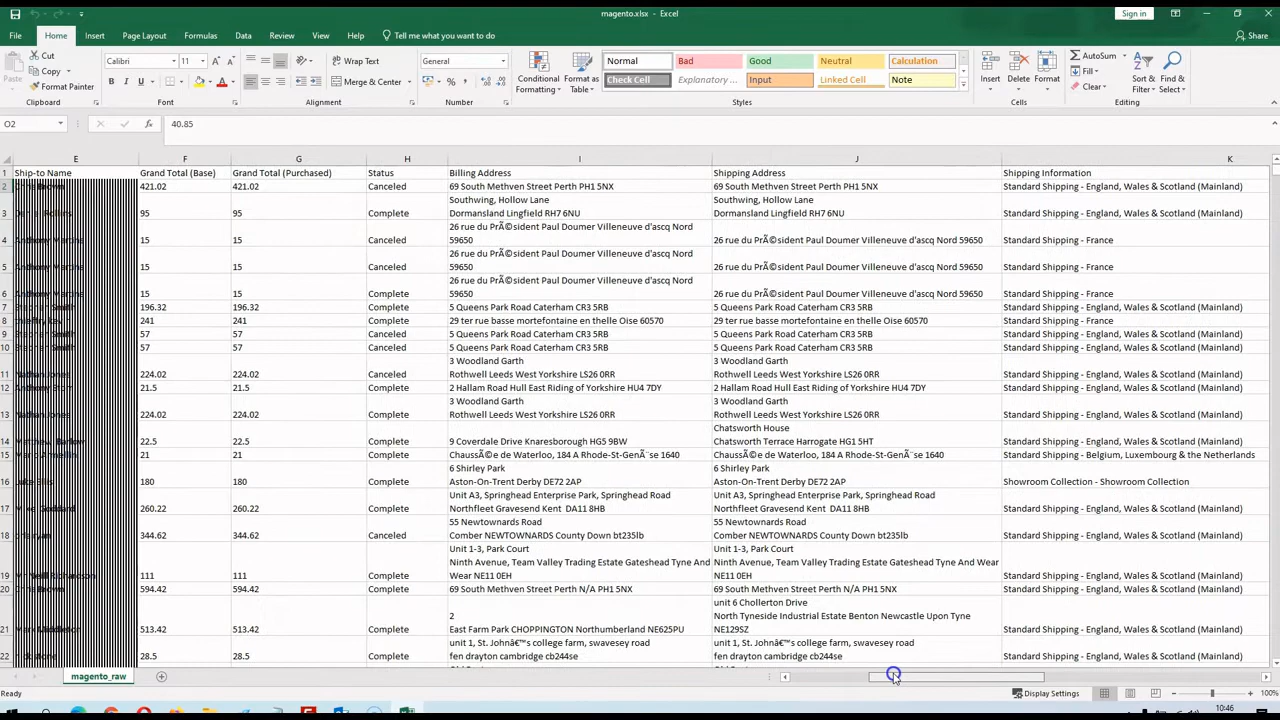 magento.xlsx - Excel
Sign in
File Home Insert Page Layout Formulas Data Review View Help Tell me what you want to do Share
Cut
Copy
Format Painter
Clipboard
Paste
Calibri 11
Font
Wrap Text
Merge & Center
Alignment
General
Number
Conditional Formatting
Format as Table
Normal Bad Good Neutral Calculation
Check Cell Explanatory ... Input Linked Cell Note
Styles
Insert Delete Format
Cells
AutoSum
Fill
Clear
Sort & Filter
Find & Select
Editing
O2 40.85
E F G H I J K
1 Ship-to Name Grand Total (Base) Grand Total (Purchased) Status Billing Address Shipping Address Shipping Information
2 421.02 421.02 Canceled 69 South Methven Street Perth PH1 5NX 69 South Methven Street Perth PH1 5NX Standard Shipping - England, Wales & Scotland (Mainland)
Southwing, Hollow Lane Southwing, Hollow Lane
3 95 95 Complete Dormansland Lingfield RH7 6NU Dormansland Lingfield RH7 6NU Standard Shipping - England, Wales & Scotland (Mainland)
26 rue du PrÃ©sident Paul Doumer Villeneuve d'ascq Nord
4 15 15 Canceled 59650 26 rue du PrÃ©sident Paul Doumer Villeneuve d'ascq Nord 59650 Standard Shipping - France
26 rue du PrÃ©sident Paul Doumer Villeneuve d'ascq Nord
5 15 15 Canceled 59650 26 rue du PrÃ©sident Paul Doumer Villeneuve d'ascq Nord 59650 Standard Shipping - France
26 rue du PrÃ©sident Paul Doumer Villeneuve d'ascq Nord
6 15 15 Complete 59650 26 rue du PrÃ©sident Paul Doumer Villeneuve d'ascq Nord 59650 Standard Shipping - France
7 196.32 196.32 Complete 5 Queens Park Road Caterham CR3 5RB 5 Queens Park Road Caterham CR3 5RB Standard Shipping - England, Wales & Scotland (Mainland)
8 241 241 Complete 5 Queens Park Road Caterham CR3 5RB 29 ter rue basse mortefontaine en thelle Oise 60570 Standard Shipping - France
9 57 57 Canceled 5 Queens Park Road Caterham CR3 5RB 5 Queens Park Road Caterham CR3 5RB Standard Shipping - England, Wales & Scotland (Mainland)
10 57 57 Canceled 5 Queens Park Road Caterham CR3 5RB 5 Queens Park Road Caterham CR3 5RB Standard Shipping - England, Wales & Scotland (Mainland)
3 Woodland Garth 3 Woodland Garth
11 224.02 224.02 Canceled Rothwell Leeds West Yorkshire LS26 0RR Rothwell Leeds West Yorkshire LS26 0RR Standard Shipping - England, Wales & Scotland (Mainland)
12 21.5 21.5 Complete 2 Hallam Road Hull East Riding of Yorkshire HU4 7DY 2 Hallam Road Hull East Riding of Yorkshire HU4 7DY Standard Shipping - England, Wales & Scotland (Mainland)
3 Woodland Garth 3 Woodland Garth
13 224.02 224.02 Complete Rothwell Leeds West Yorkshire LS26 0RR Rothwell Leeds West Yorkshire LS26 0RR Standard Shipping - England, Wales & Scotland (Mainland)
Chatsworth House
14 22.5 22.5 Complete 9 Coverdale Drive Knaresborough HG5 9BW Chatsworth Terrace Harrogate HG1 5HT Standard Shipping - England, Wales & Scotland (Mainland)
15 21 21 Complete ChaussÃ©e de Waterloo, 184 A Rhode-St-GenÃ¨se 1640 ChaussÃ©e de Waterloo, 184 A Rhode-St-GenÃ¨se 1640 Standard Shipping - Belgium, Luxembourg & the Netherlands
6 Shirley Park 6 Shirley Park
16 180 180 Complete Aston-On-Trent Derby DE72 2AP Aston-On-Trent Derby DE72 2AP Showroom Collection - Showroom Collection
Unit A3, Springhead Enterprise Park, Springhead Road Unit A3, Springhead Enterprise Park, Springhead Road
17 260.22 260.22 Complete Northfleet Gravesend Kent DA11 8HB Northfleet Gravesend Kent DA11 8HB Standard Shipping - England, Wales & Scotland (Mainland)
55 Newtownards Road 55 Newtownards Road
18 344.62 344.62 Canceled Comber NEWTOWNARDS County Down bt235lb Comber NEWTOWNARDS County Down bt235lb Standard Shipping - England, Wales & Scotland (Mainland)
Unit 1-3, Park Court Unit 1-3, Park Court
Ninth Avenue, Team Valley Trading Estate Gateshead Tyne And Ninth Avenue, Team Valley Trading Estate Gateshead Tyne And Wear
19 111 111 Complete Wear NE11 0EH NE11 0EH Standard Shipping - England, Wales & Scotland (Mainland)
20 594.42 594.42 Complete 69 South Methven Street Perth N/A PH1 5NX 69 South Methven Street Perth PH1 5NX Standard Shipping - England, Wales & Scotland (Mainland)
unit 6 Chollerton Drive
2 North Tyneside Industrial Estate Benton Newcastle Upon Tyne
21 513.42 513.42 Complete East Farm Park CHOPPINGTON Northumberland NE625PU NE129SZ Standard Shipping - England, Wales & Scotland (Mainland)
unit 1, St. Johnâ€™s college farm, swavesey road unit 1, St. Johnâ€™s college farm, swavesey road
22 28.5 28.5 Complete fen drayton cambridge cb244se fen drayton cambridge cb244se Standard Shipping - England, Wales & Scotland (Mainland)
magento_raw
Ready Display Settings 100%
10:46